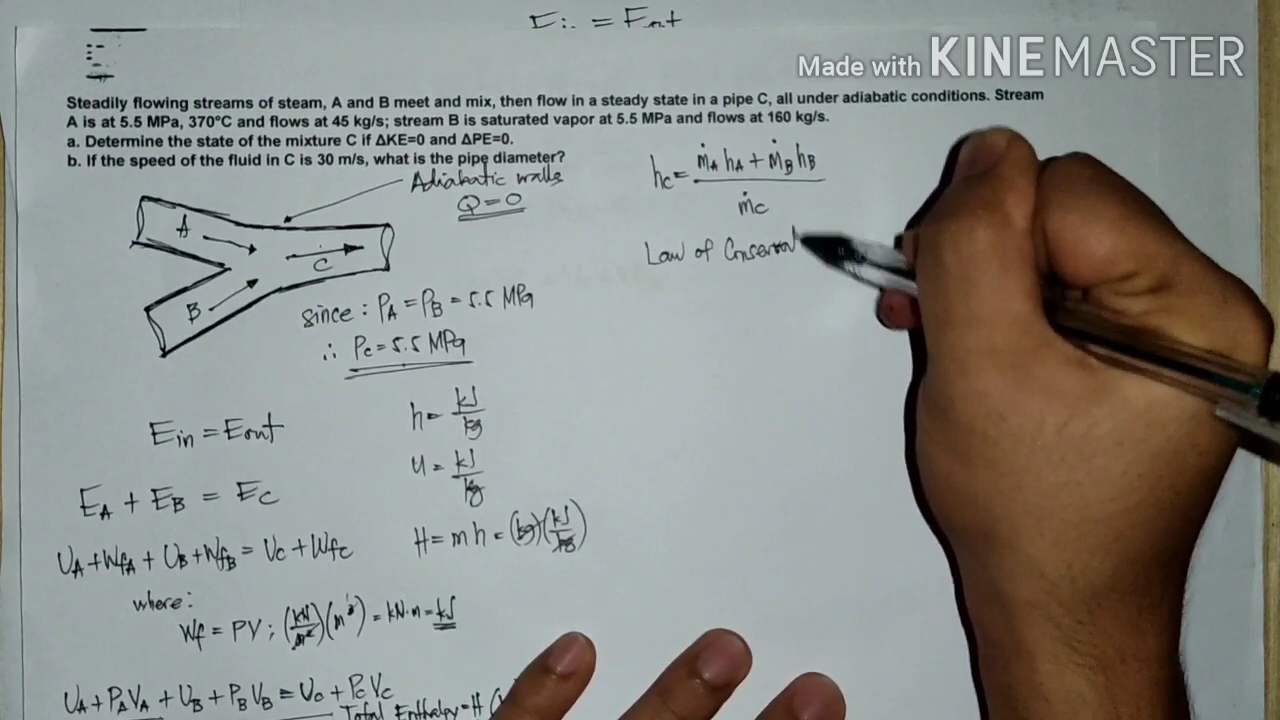 Ein = Eout
Made with KINEMASTER
Steadily flowing streams of steam, A and B meet and mix, then flow in a steady state in a pipe C, all under adiabatic conditions. Stream
A is at 5.5 MPa, 370°C and flows at 45 kg/s; stream B is saturated vapor at 5.5 MPa and flows at 160 kg/s.
a. Determine the state of the mixture C if ΔKE=0 and ΔPE=0.
b. If the speed of the fluid in C is 30 m/s, what is the pipe diameter?
Adiabatic walls
Q=0
A
B
C
since: PA = PB = 5.5 MPa
∴ Pc = 5.5 MPa
Ein = Eout
EA + EB = EC
UA + WfA + UB + WfB = UC + WfC
where:
Wf = PV; (kN/m²)(m³) = kN·m = kJ
UA + PAVA + UB + PBVB = UC + PCVC
Total Enthalpy = H
h = kJ/kg
u = kJ/kg
H = mh = (kg)(kJ/kg)
hc = ṁA hA + ṁB hB / ṁc
Law of Conservat